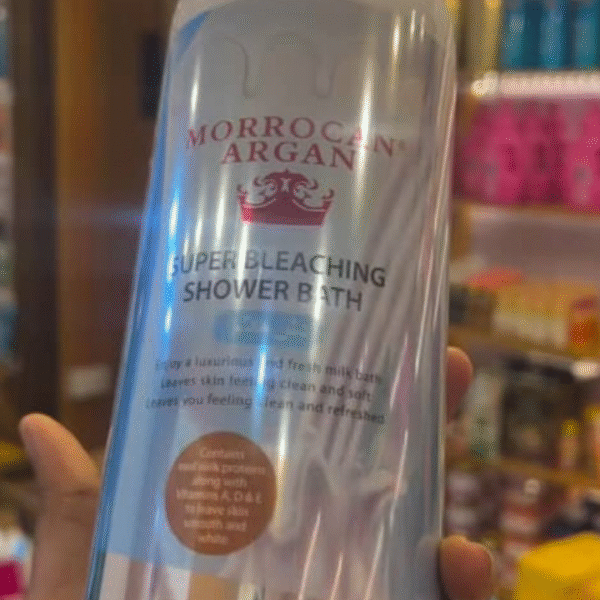 MORROCAN®
ARGAN
SUPER BLEACHING
SHOWER BATH
Enjoy a luxurious and fresh milk bath
Leaves skin feeling clean and soft
Leaves you feeling clean and refreshed
Contains
milk proteins
along with
Vitamins A, D & E
to leave skin
smooth and
white.